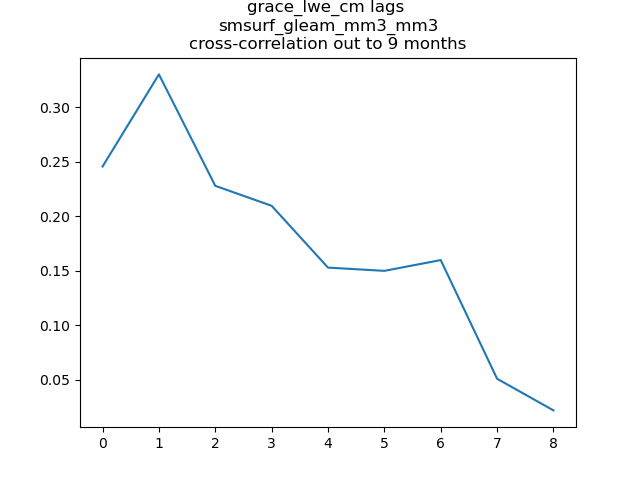 grace_lwe_cm lags
smsurf_gleam_mm3_mm3
cross-correlation out to 9 months
0.30
0.25
0.20
0.15
0.10
0.05
0 1 2 3 4 5 6 7 8